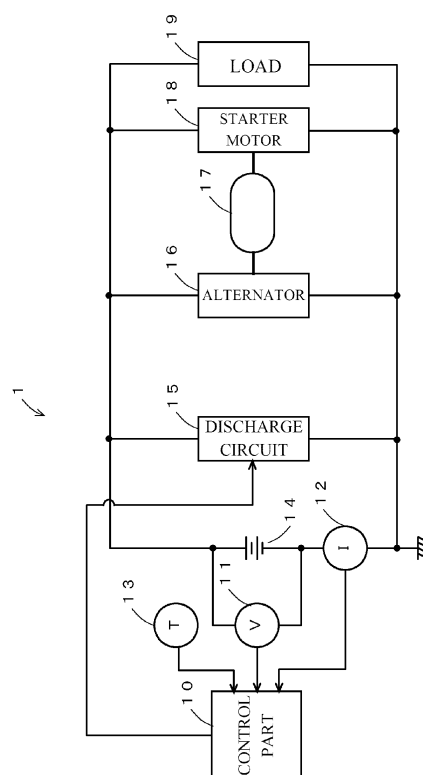 1
19
LOAD
18
STARTER
MOTOR
17
16
ALTERNATOR
15
DISCHARGE
CIRCUIT
14
12
I
11
V
13
T
10
CONTROL
PART